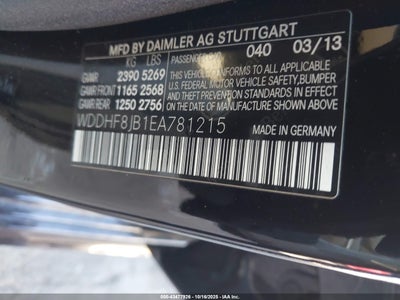 MFD BY DAIMLER AG STUTTGART
KG LBS PASSENGER CAR 040 03/13
GVWR 2390 5269 THIS VEHICLE CONFORMS TO ALL APPLICABLE
GAWR FRONT 1165 2568 U.S. FEDERAL MOTOR VEHICLE SAFETY, BUMPER
GAWR REAR 1250 2756 AND THEFT PREVENTION STANDARDS IN EFFECT
ON THE DATE OF MANUFACTURE SHOWN ABOVE
WDDHF8JB1EA781215 MADE IN GERMANY